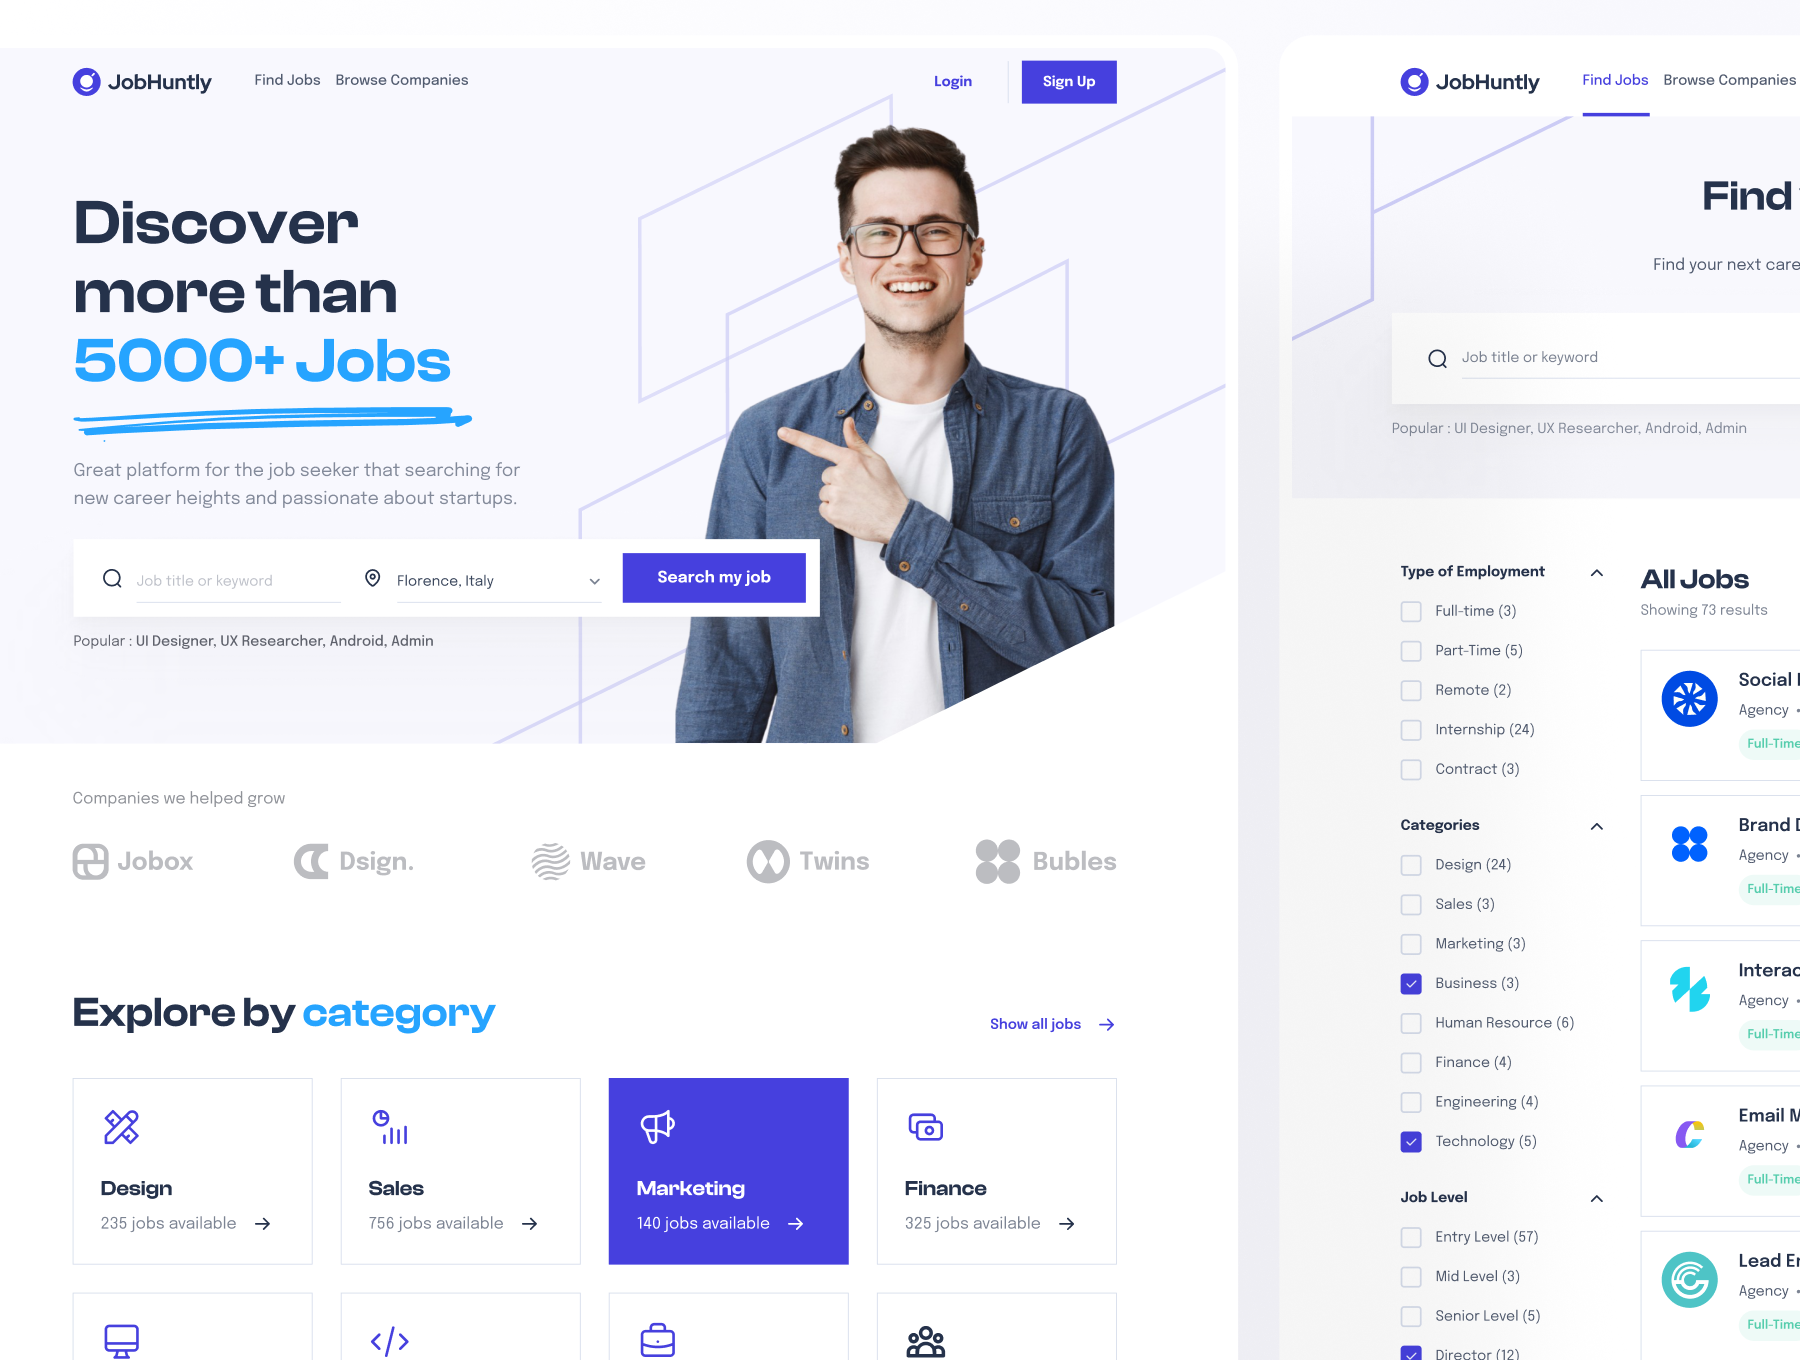 JobHuntly
Find Jobs
Browse Companies
Login
Sign Up
Discover
more than
5000+ Jobs
Great platform for the job seeker that searching for
new career heights and passionate about startups.
Job title or keyword
Florence, Italy
Search my job
Popular : UI Designer, UX Researcher, Android, Admin
Companies we helped grow
Jobox
Dsign.
Wave
Twins
Bubles
Explore by category
Show all jobs
Design
235 jobs available
Sales
756 jobs available
Marketing
140 jobs available
Finance
325 jobs available
JobHuntly
Find Jobs
Browse Companies
Find
Find your next care
Job title or keyword
Popular : UI Designer, UX Researcher, Android, Admin
Type of Employment
Full-time (3)
Part-Time (5)
Remote (2)
Internship (24)
Contract (3)
Categories
Design (24)
Sales (3)
Marketing (3)
Business (3)
Human Resource (6)
Finance (4)
Engineering (4)
Technology (5)
Job Level
Entry Level (57)
Mid Level (3)
Senior Level (5)
Director (12)
All Jobs
Showing 73 results
Social
Agency
Full-Time
Brand
Agency
Full-Time
Interac
Agency
Full-Time
Email M
Agency
Full-Time
Lead
Agency
Full-Time